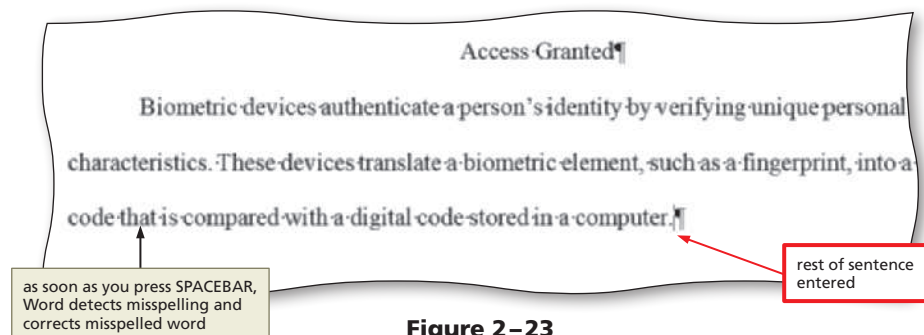 Access Granted¶
Biometric devices authenticate a person's identity by verifying unique personal
characteristics. These devices translate a biometric element, such as a fingerprint, into a
code that is compared with a digital code stored in a computer.¶
as soon as you press SPACEBAR,
Word detects misspelling and
corrects misspelled word
rest of sentence
entered
Figure 2–23